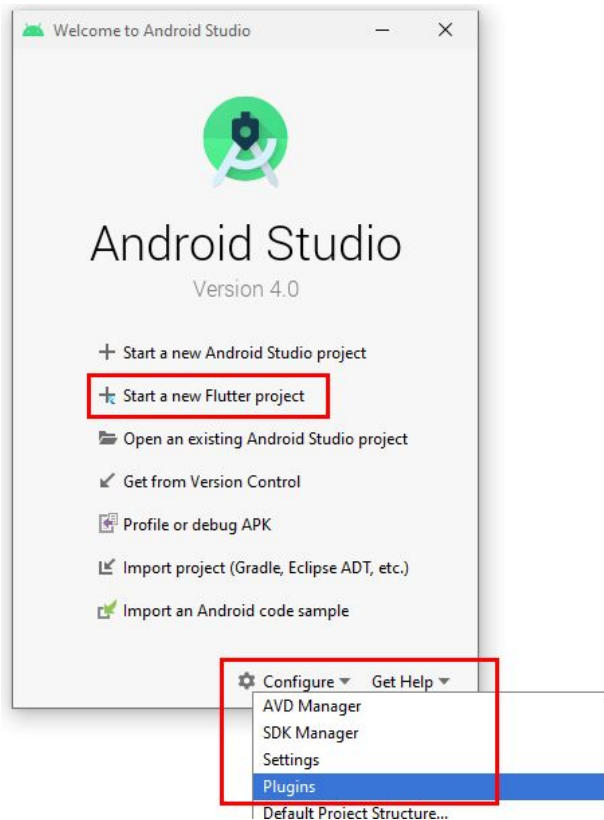 Welcome to Android Studio
Android Studio
Version 4.0
Start a new Android Studio project
Start a new Flutter project
Open an existing Android Studio project
Get from Version Control
Profile or debug APK
Import project (Gradle, Eclipse ADT, etc.)
Import an Android code sample
Configure Get Help
AVD Manager
SDK Manager
Settings
Plugins
Default Project Structure...